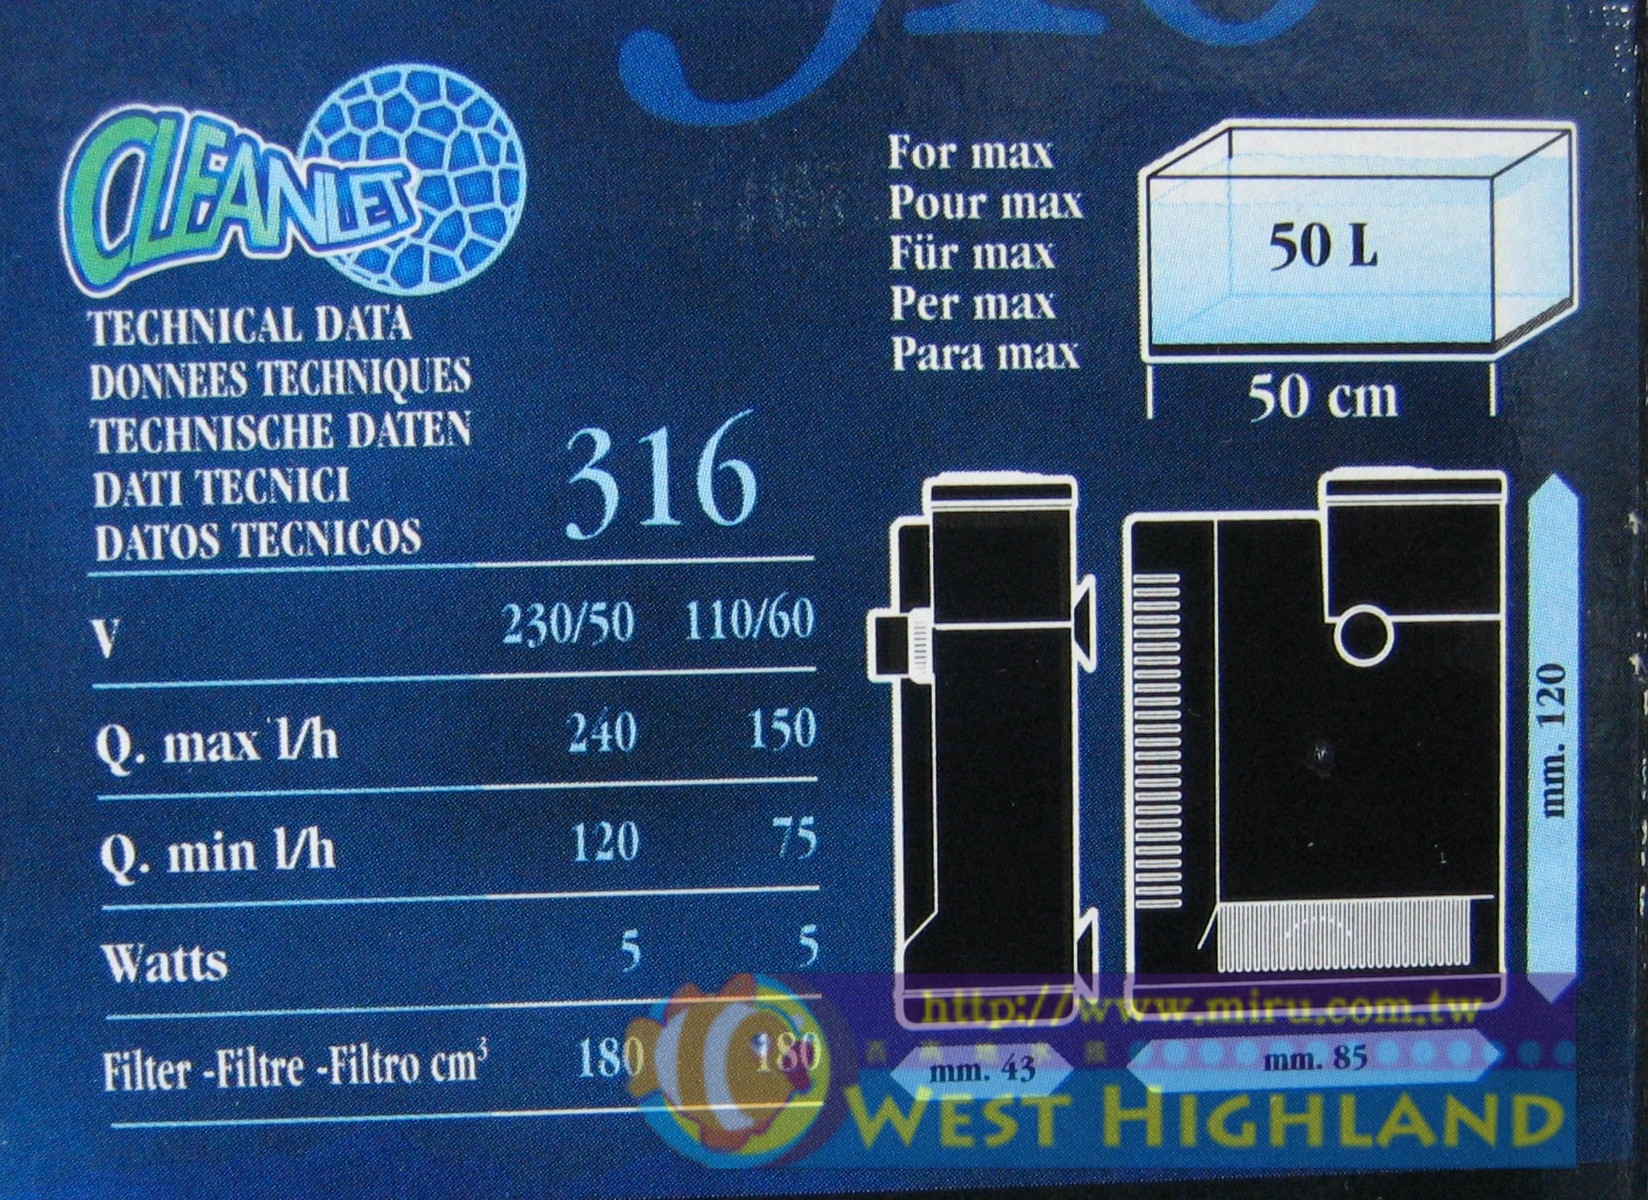 CLEANLET
TECHNICAL DATA
DONNEES TECHNIQUES
TECHNISCHE DATEN
DATI TECNICI
DATOS TECNICOS
316
V 230/50 110/60
Q. max l/h 240 150
Q. min l/h 120 75
Watts 5 5
Filter -Filtre -Filtro cm³ 180 180
For max
Pour max
Für max
Per max
Para max
50 L
50 cm
mm. 120
mm. 43
mm. 85
http://www.miru.com.tw
WEST HIGHLAND